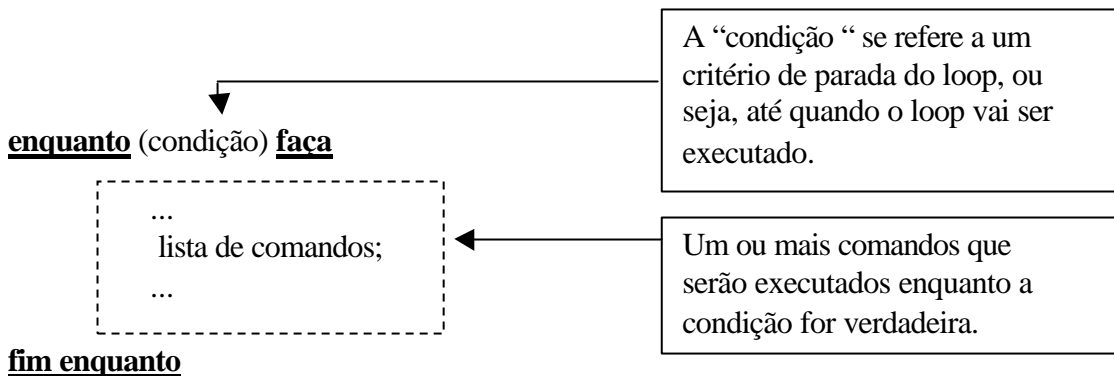 A “condição “ se refere a um
critério de parada do loop, ou
seja, até quando o loop vai ser
executado.
enquanto (condição) faça
...
lista de comandos;
...
Um ou mais comandos que
serão executados enquanto a
condição for verdadeira.
fim enquanto